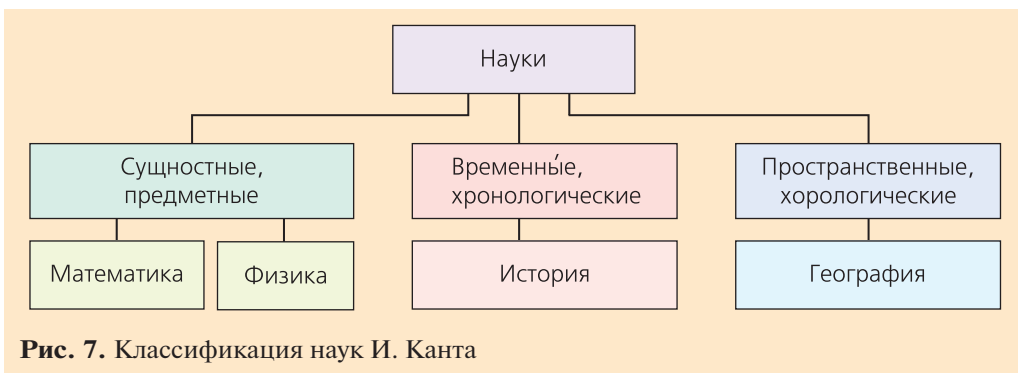 Науки
Сущностные,
предметные
Временны́е,
хронологические
Пространственные,
хорологические
Математика
Физика
История
География
Рис. 7. Классификация наук И. Канта